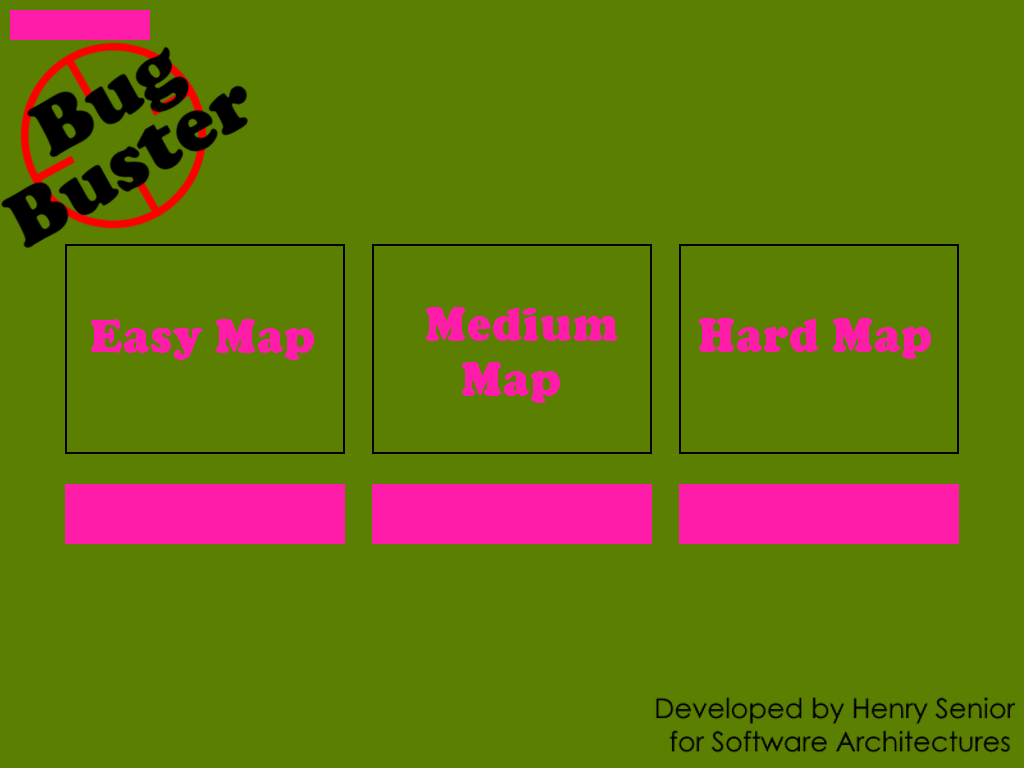 Bug
Buster
Easy Map
Medium
Map
Hard Map
Developed by Henry Senior
for Software Architectures